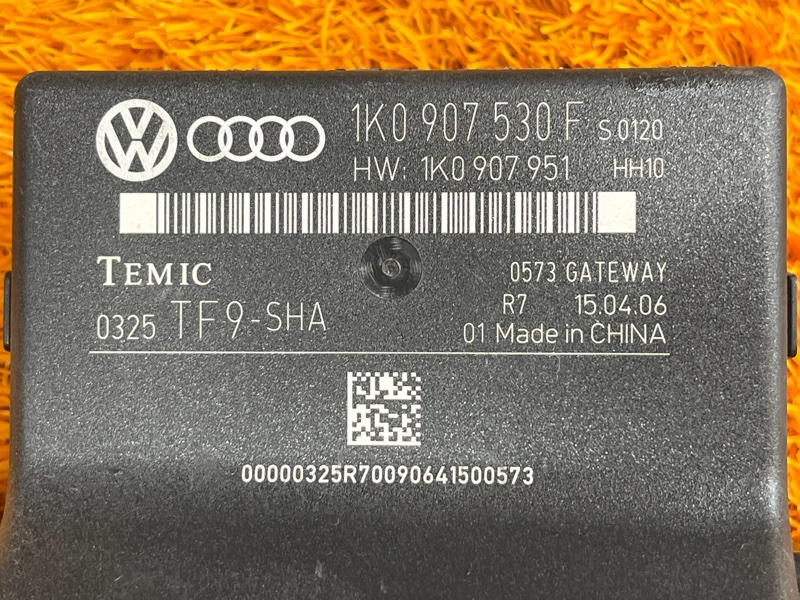 1K0 907 530 F S.0120
HW: 1K0 907 951 HH10
TEMIC 0573 GATEWAY
R7 15.04.06
0325 TF9-SHA 01 Made in CHINA
00000325R70090641500573